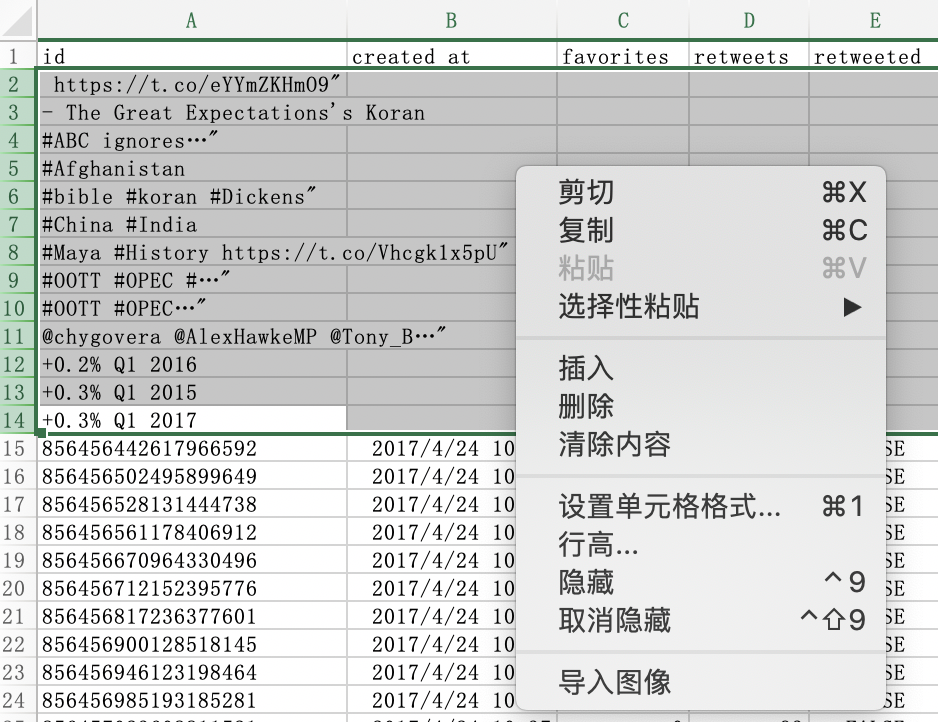 A B C D E
1 id created at favorites retweets retweeted
2 https://t.co/eYYmZKHmO9"
3 - The Great Expectations's Koran
4 #ABC ignores…"
5 #Afghanistan
6 #bible #koran #Dickens"
7 #China #India
8 #Maya #History https://t.co/Vhcgk1x5pU"
9 #OOTT #OPEC #…"
10 #OOTT #OPEC…"
11 @chygovera @AlexHawkeMP @Tony_B…"
12 +0.2% Q1 2016
13 +0.3% Q1 2015
14 +0.3% Q1 2017
15 856456442617966592 2017/4/24 10 SE
16 856456502495899649 2017/4/24 10 SE
17 856456528131444738 2017/4/24 10 SE
18 856456561178406912 2017/4/24 10 SE
19 856456670964330496 2017/4/24 10 SE
20 856456712152395776 2017/4/24 10 SE
21 856456817236377601 2017/4/24 10 SE
22 856456900128518145 2017/4/24 10 SE
23 856456946123198464 2017/4/24 10 SE
24 856456985193185281 2017/4/24 10 SE
剪切 ⌘X
复制 ⌘C
粘贴 ⌘V
选择性粘贴 ▶
插入
删除
清除内容
设置单元格格式... ⌘1
行高...
隐藏 ^9
取消隐藏 ^⇧9
导入图像